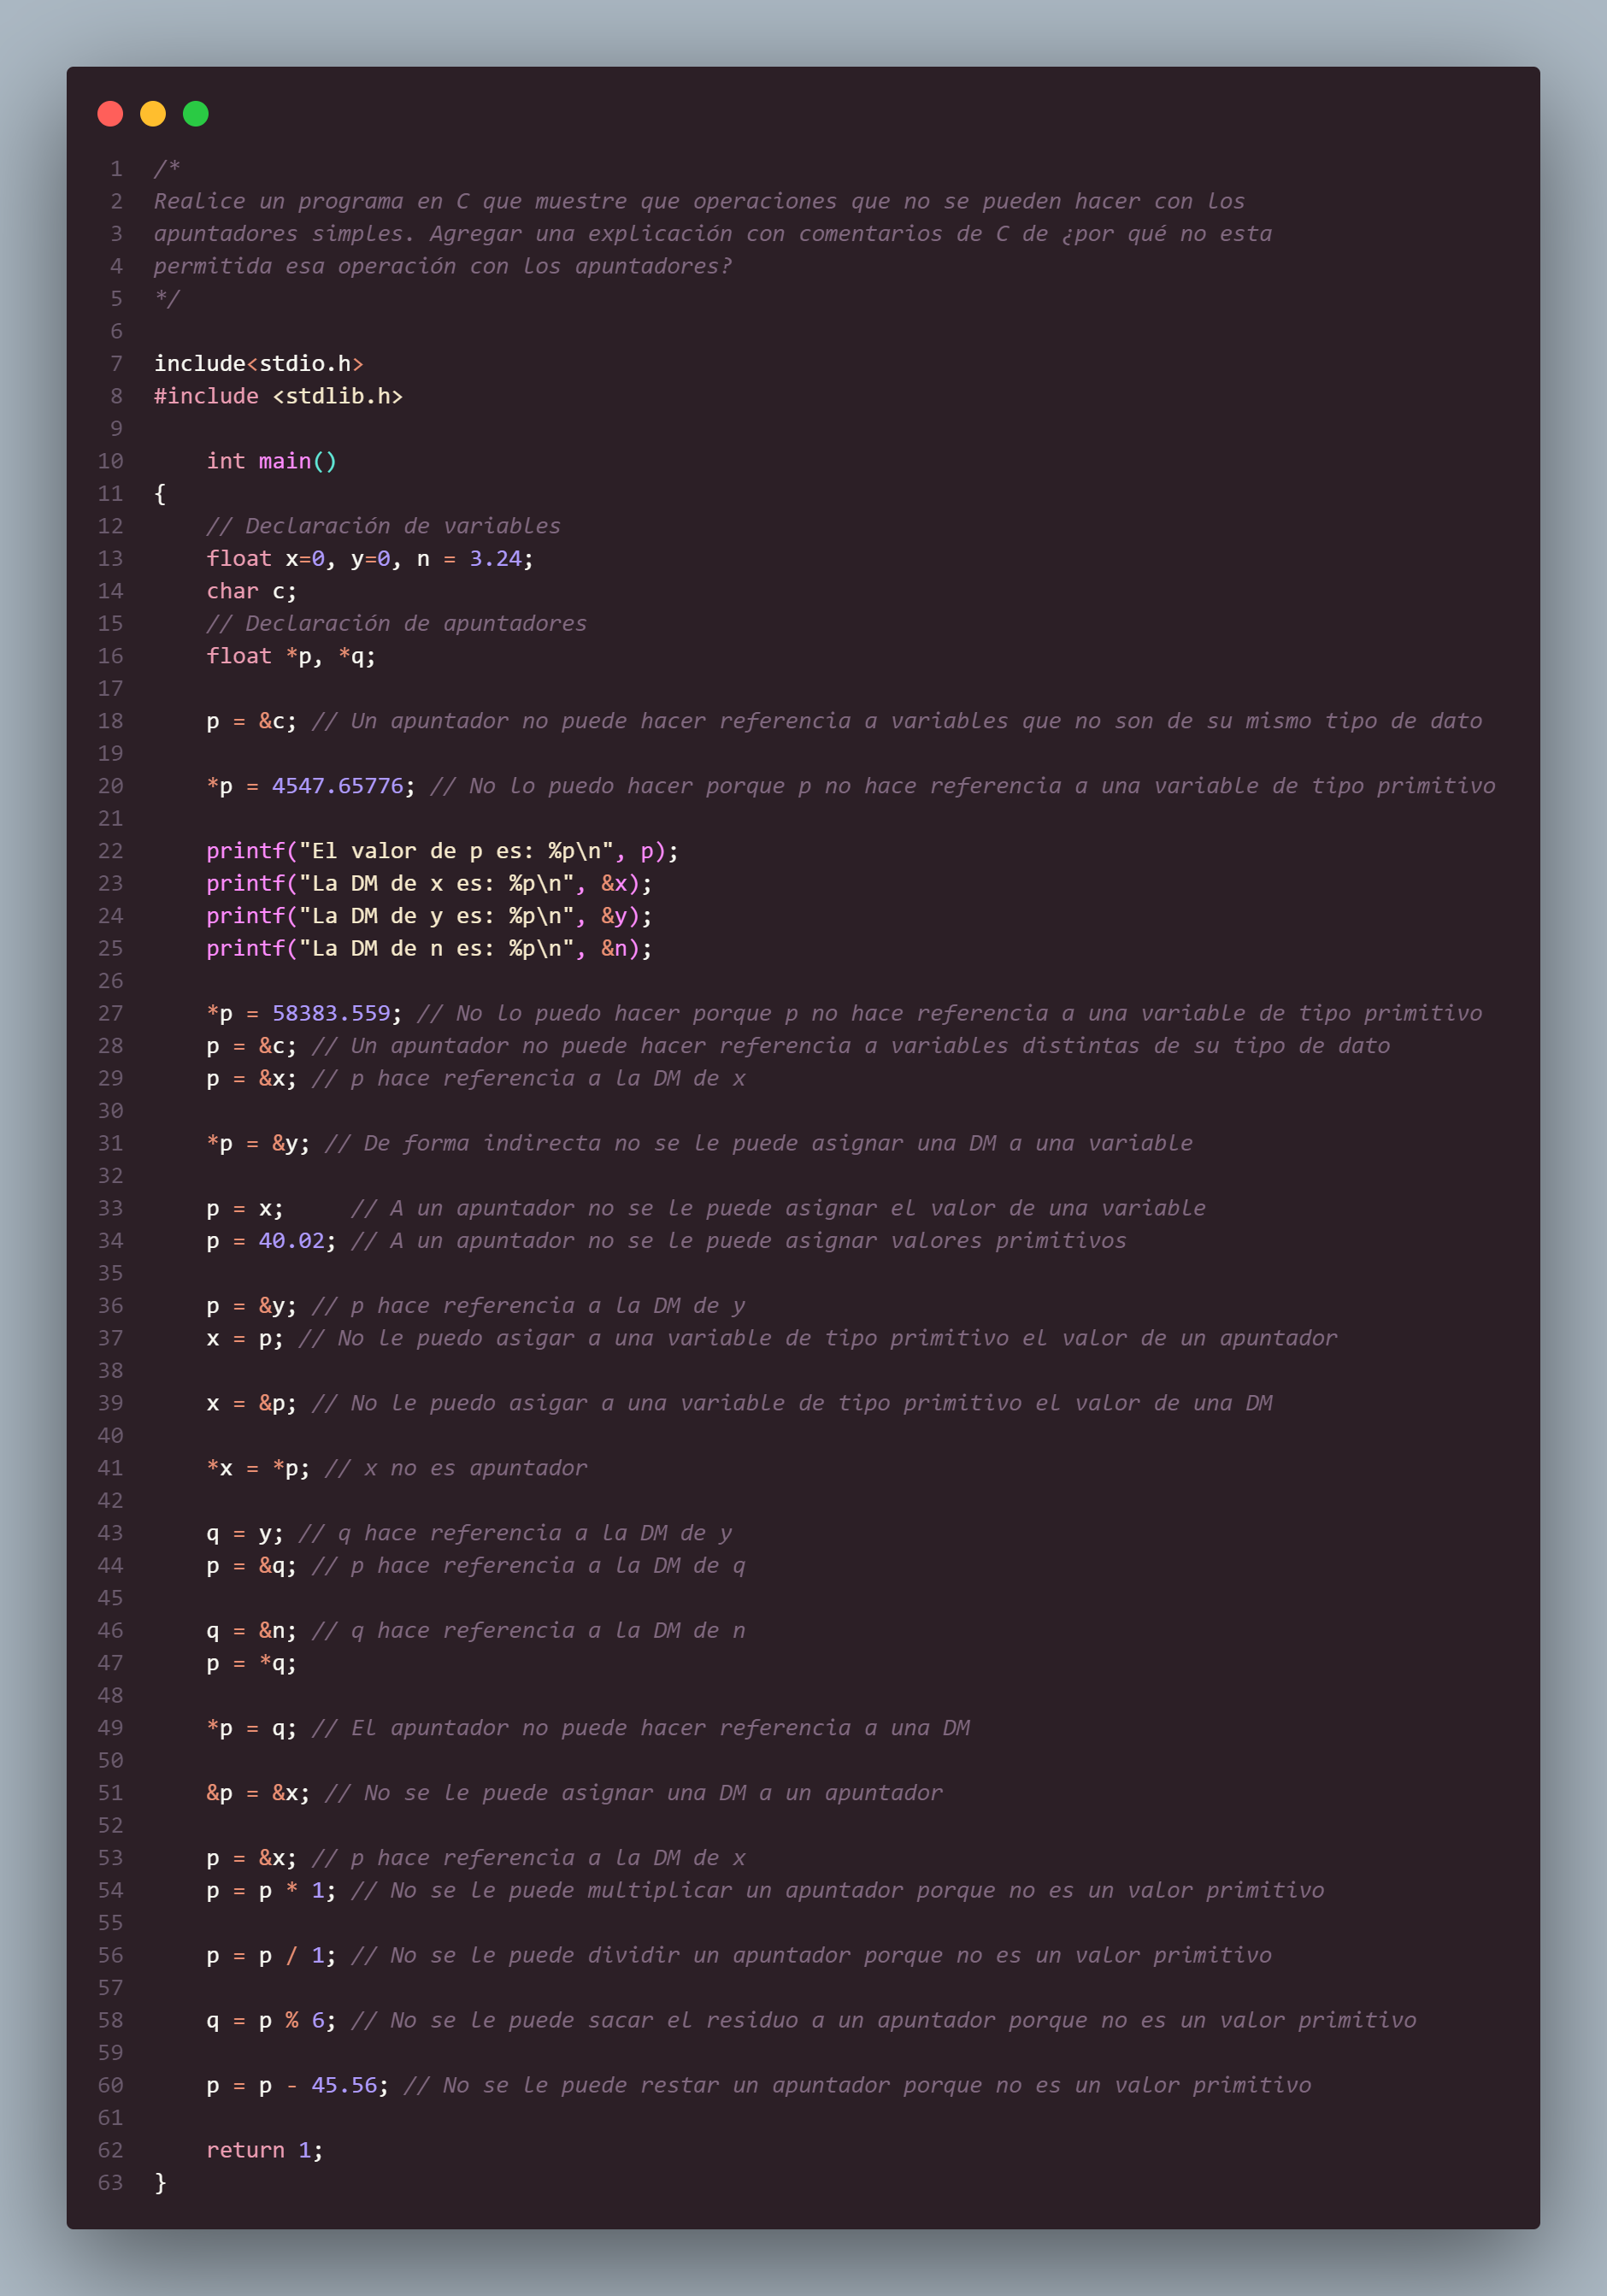 1 /*
2 Realice un programa en C que muestre que operaciones que no se pueden hacer con los
3 apuntadores simples. Agregar una explicación con comentarios de C de ¿por qué no esta
4 permitida esa operación con los apuntadores?
5 */
6
7 include<stdio.h>
8 #include <stdlib.h>
9
10     int main()
11 {
12     // Declaración de variables
13     float x=0, y=0, n = 3.24;
14     char c;
15     // Declaración de apuntadores
16     float *p, *q;
17
18     p = &c; // Un apuntador no puede hacer referencia a variables que no son de su mismo tipo de dato
19
20     *p = 4547.65776; // No lo puedo hacer porque p no hace referencia a una variable de tipo primitivo
21
22     printf("El valor de p es: %p\n", p);
23     printf("La DM de x es: %p\n", &x);
24     printf("La DM de y es: %p\n", &y);
25     printf("La DM de n es: %p\n", &n);
26
27     *p = 58383.559; // No lo puedo hacer porque p no hace referencia a una variable de tipo primitivo
28     p = &c; // Un apuntador no puede hacer referencia a variables distintas de su tipo de dato
29     p = &x; // p hace referencia a la DM de x
30
31     *p = &y; // De forma indirecta no se le puede asignar una DM a una variable
32
33     p = x;     // A un apuntador no se le puede asignar el valor de una variable
34     p = 40.02; // A un apuntador no se le puede asignar valores primitivos
35
36     p = &y; // p hace referencia a la DM de y
37     x = p; // No le puedo asigar a una variable de tipo primitivo el valor de un apuntador
38
39     x = &p; // No le puedo asigar a una variable de tipo primitivo el valor de una DM
40
41     *x = *p; // x no es apuntador
42
43     q = y; // q hace referencia a la DM de y
44     p = &q; // p hace referencia a la DM de q
45
46     q = &n; // q hace referencia a la DM de n
47     p = *q;
48
49     *p = q; // El apuntador no puede hacer referencia a una DM
50
51     &p = &x; // No se le puede asignar una DM a un apuntador
52
53     p = &x; // p hace referencia a la DM de x
54     p = p * 1; // No se le puede multiplicar un apuntador porque no es un valor primitivo
55
56     p = p / 1; // No se le puede dividir un apuntador porque no es un valor primitivo
57
58     q = p % 6; // No se le puede sacar el residuo a un apuntador porque no es un valor primitivo
59
60     p = p - 45.56; // No se le puede restar un apuntador porque no es un valor primitivo
61
62     return 1;
63 }